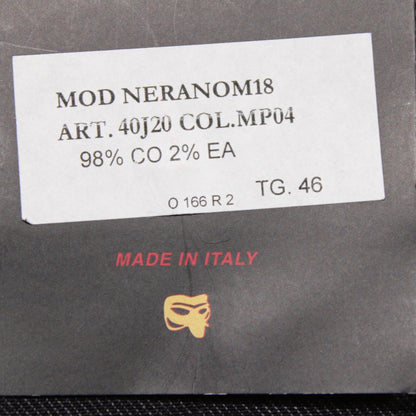 MOD NERANOM18
ART. 40J20 COL.MP04
98% CO 2% EA
O 166 R 2 TG. 46
MADE IN ITALY